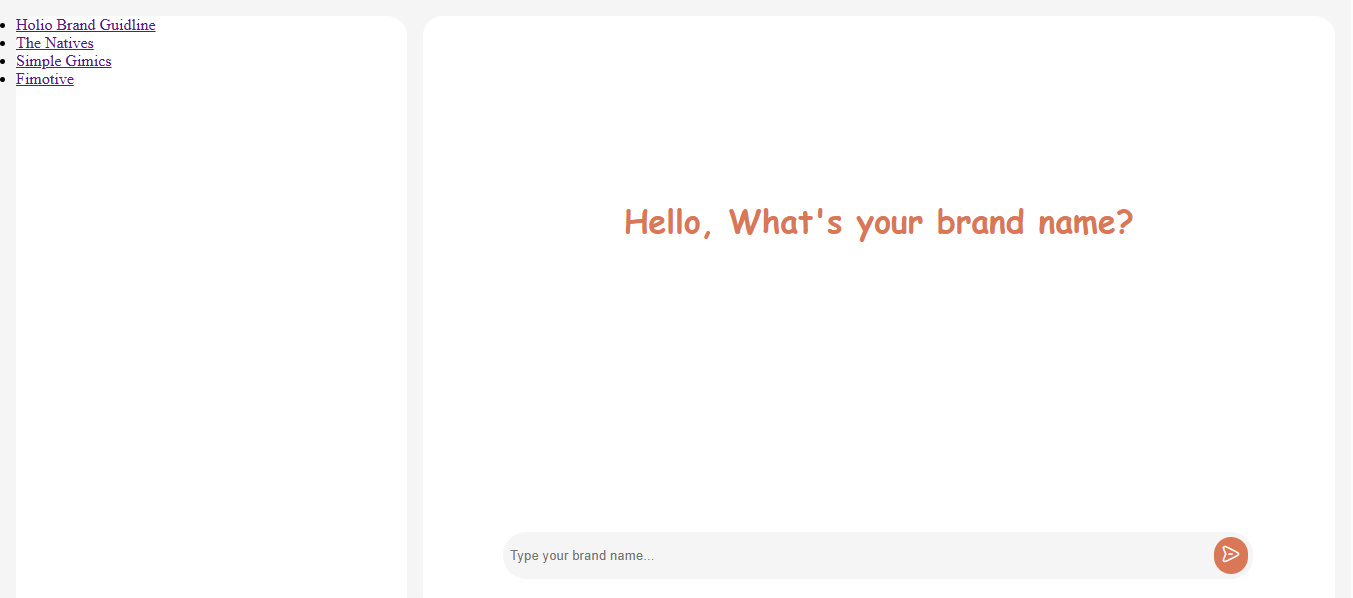 Holio Brand Guidline
The Natives
Simple Gimics
Fimotive
Hello, What's your brand name?
Type your brand name...